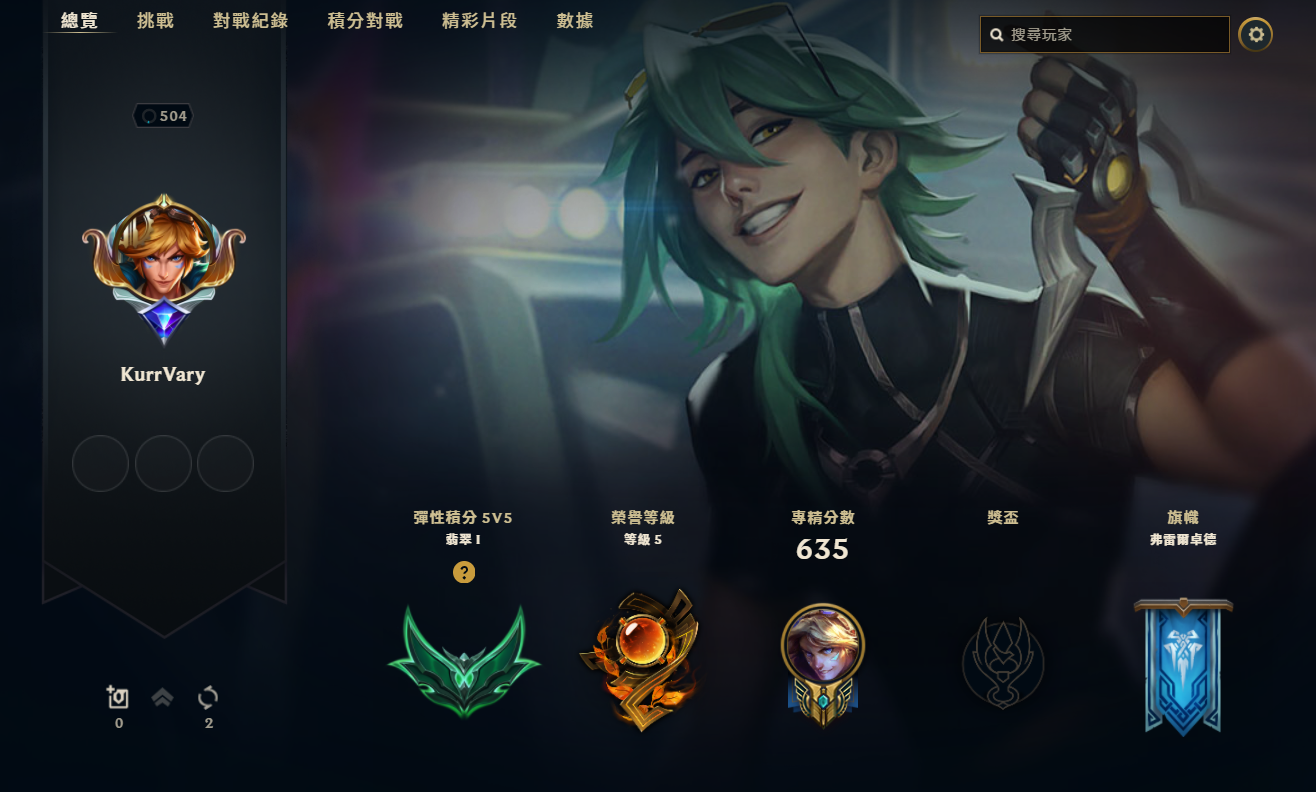 總覽 挑戰 對戰紀錄 積分對戰 精彩片段 數據
搜尋玩家
504
KurrVary
彈性積分 5V5
翡翠 I
?
榮譽等級
等級 5
專精分數
635
獎盃
旗幟
弗雷爾卓德
0
2